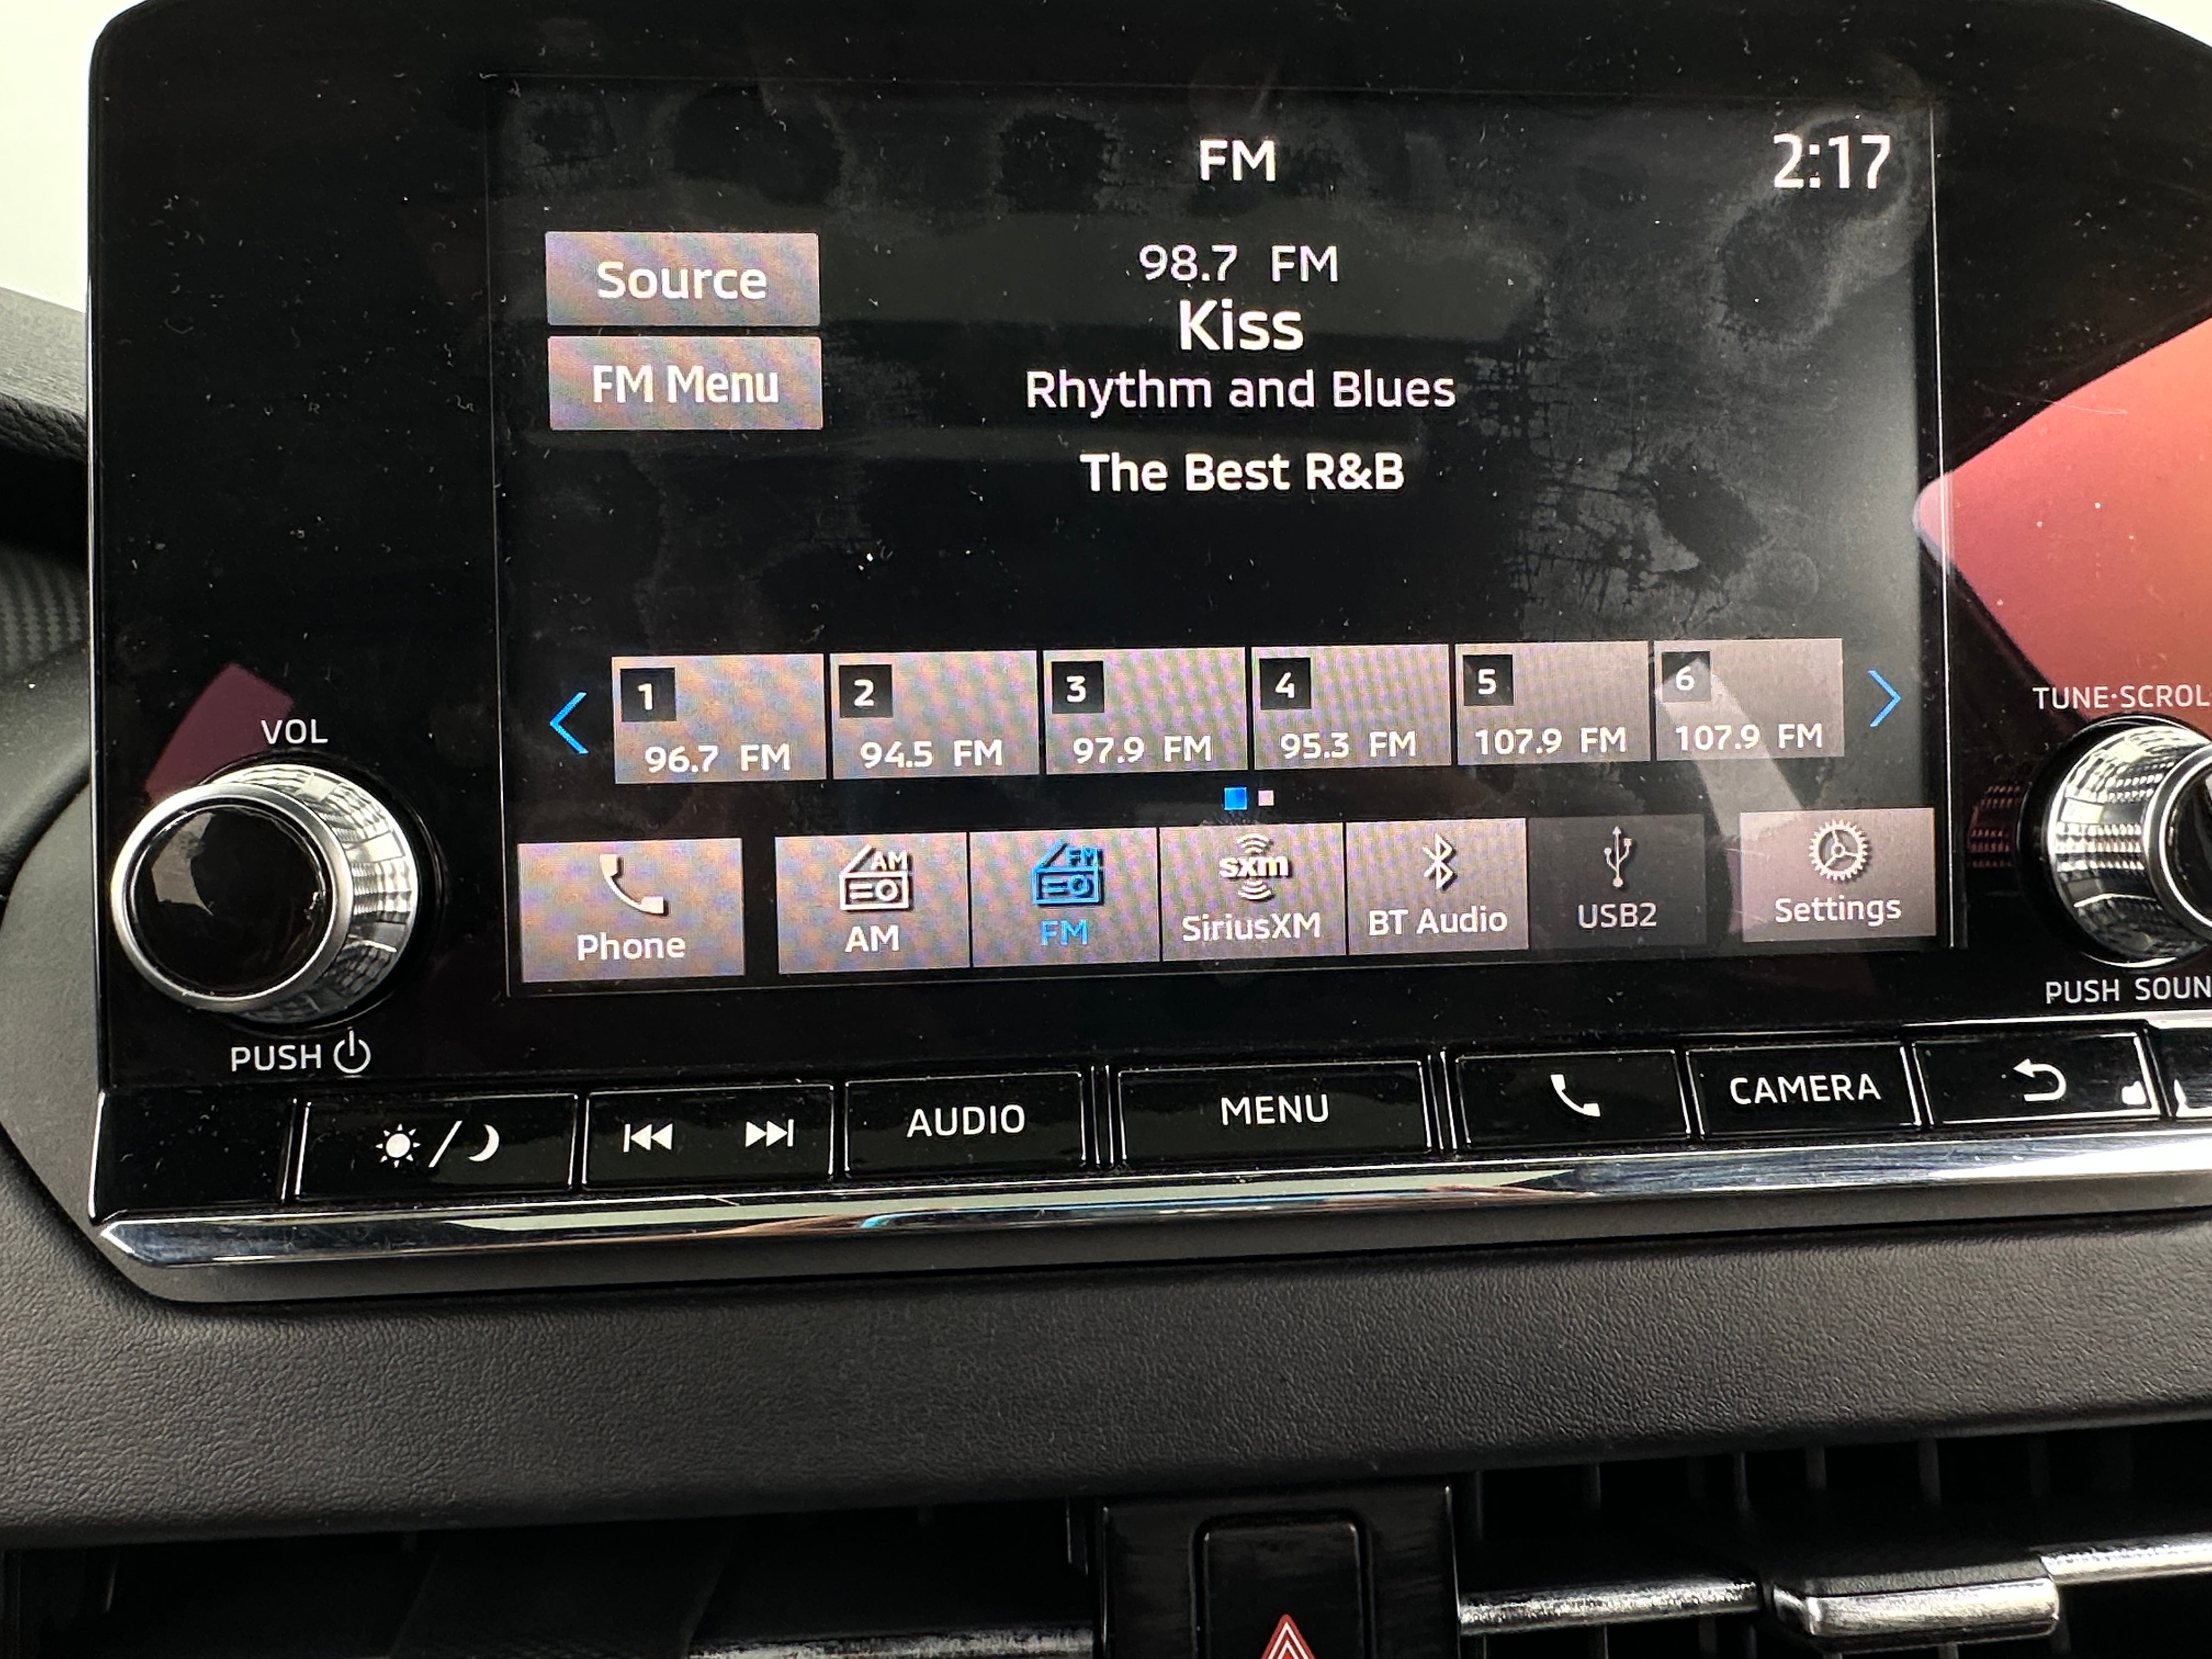 FM
2:17
Source
98.7 FM
Kiss
FM Menu
Rhythm and Blues
The Best R&B
1
2
3
4
5
6
96.7 FM
94.5 FM
97.9 FM
95.3 FM
107.9 FM
107.9 FM
VOL
TUNE·SCROL
AM
FM
sxm
Phone
AM
FM
SiriusXM
BT Audio
USB2
Settings
PUSH
PUSH SOUN
AUDIO
MENU
CAMERA